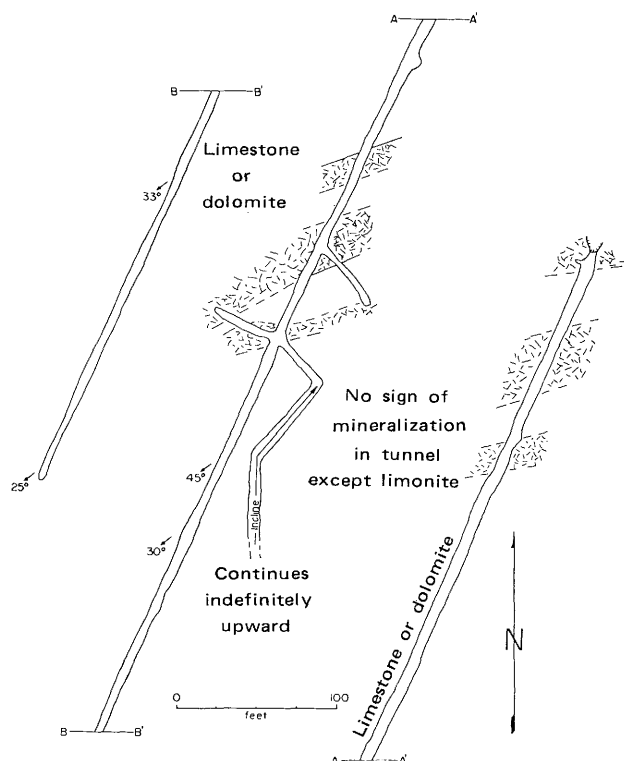 A A'
B B'
Limestone
or
dolomite
33°
25°
45°
30°
No sign of
mineralization
in tunnel
except limonite
Incline
Continues
indefinitely
upward
Limestone or dolomite
N
0 100
feet
B B'
A A'